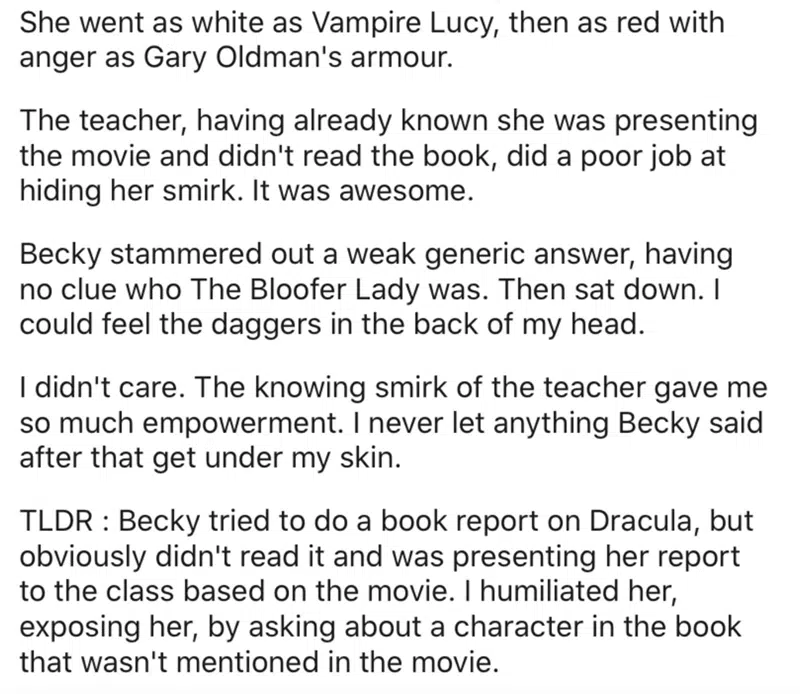 She went as white as Vampire Lucy, then as red with
anger as Gary Oldman's armour.
The teacher, having already known she was presenting
the movie and didn't read the book, did a poor job at
hiding her smirk. It was awesome.
Becky stammered out a weak generic answer, having
no clue who The Bloofer Lady was. Then sat down. I
could feel the daggers in the back of my head.
I didn't care. The knowing smirk of the teacher gave me
so much empowerment. I never let anything Becky said
after that get under my skin.
TLDR : Becky tried to do a book report on Dracula, but
obviously didn't read it and was presenting her report
to the class based on the movie. I humiliated her,
exposing her, by asking about a character in the book
that wasn't mentioned in the movie.